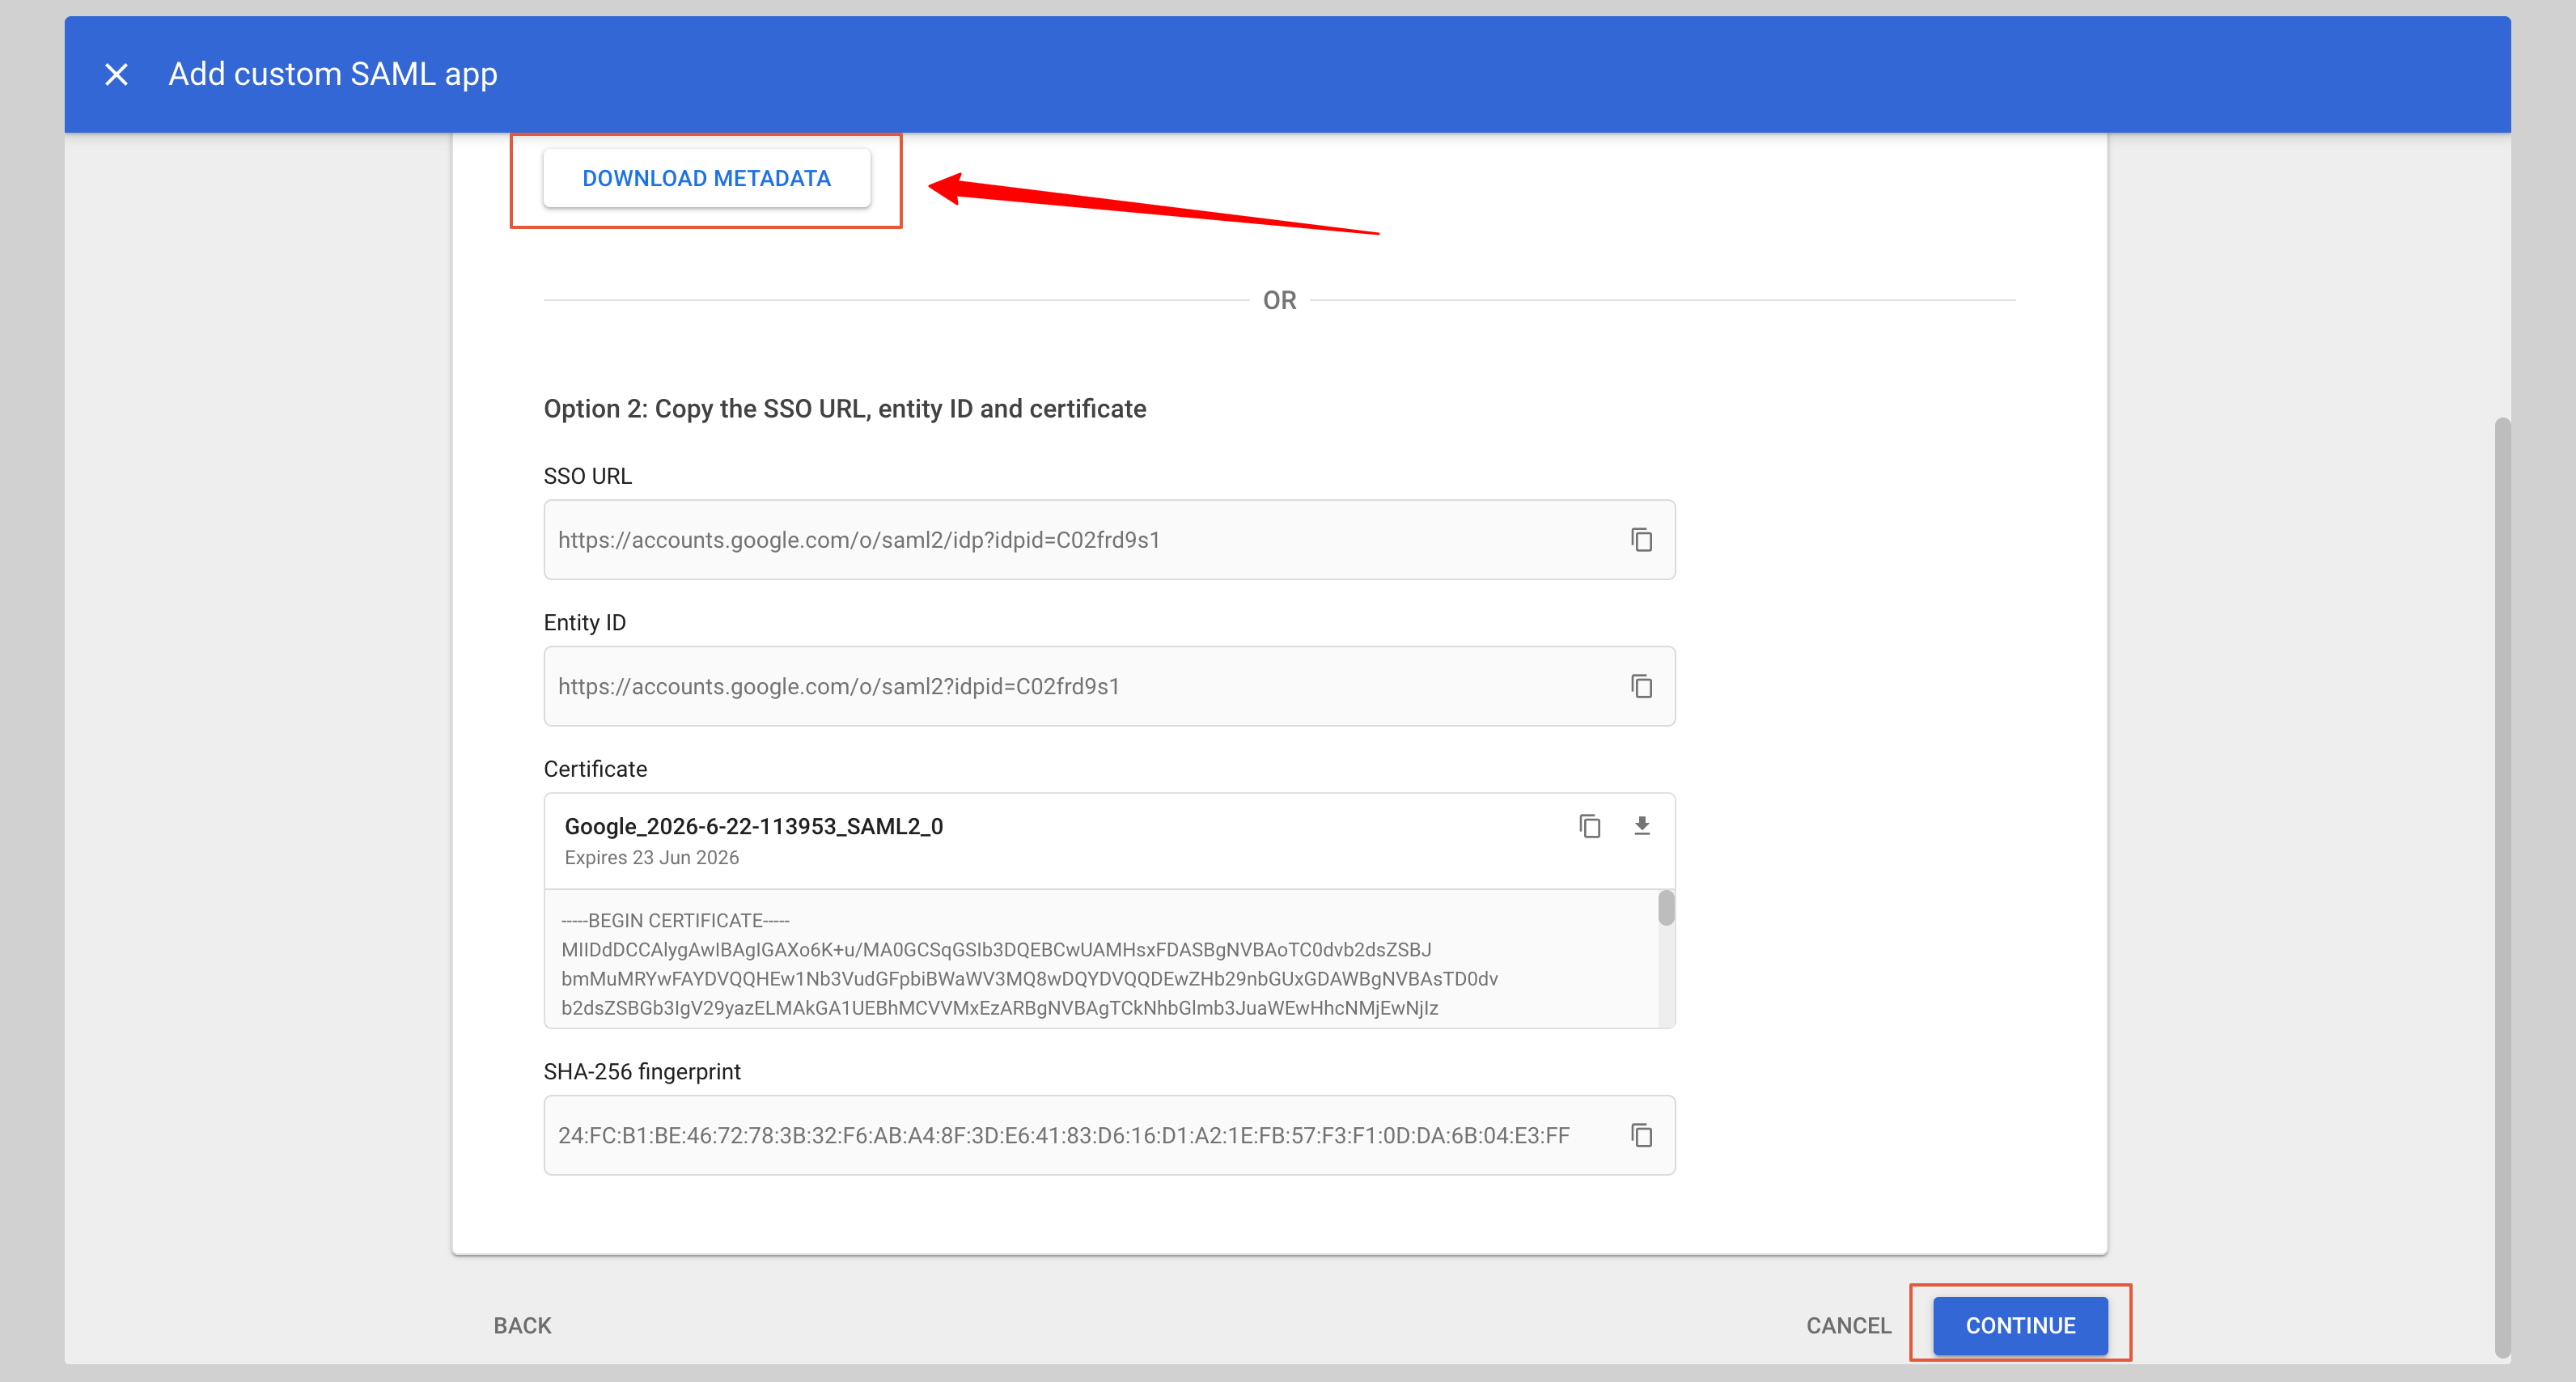 Add custom SAML app
DOWNLOAD METADATA
OR
Option 2: Copy the SSO URL, entity ID and certificate
SSO URL
https://accounts.google.com/o/saml2/idp?idpid=C02frd9s1
Entity ID
https://accounts.google.com/o/saml2?idpid=C02frd9s1
Certificate
Google_2026-6-22-113953_SAML2_0
Expires 23 Jun 2026
-----BEGIN CERTIFICATE-----
MIIDdDCCAlygAwIBAgIGAXo6K+u/MA0GCSqGSIb3DQEBCwUAMHsxFDASBgNVBAoTC0dvb2dsZSBJ
bmMuMRYwFAYDVQQHEw1Nb3VudGFpbiBWaWV3MQ8wDQYDVQQDEwZHb29nbGUxGDAWBgNVBAsTD0dv
b2dsZSBGb3IgV29yazELMAkGA1UEBhMCVVMxEzARBgNVBAgTCkNhbGlmb3JuaWEwHhcNMjEwNjIz
SHA-256 fingerprint
24:FC:B1:BE:46:72:78:3B:32:F6:AB:A4:8F:3D:E6:41:83:D6:16:D1:A2:1E:FB:57:F3:F1:0D:DA:6B:04:E3:FF
BACK
CANCEL
CONTINUE